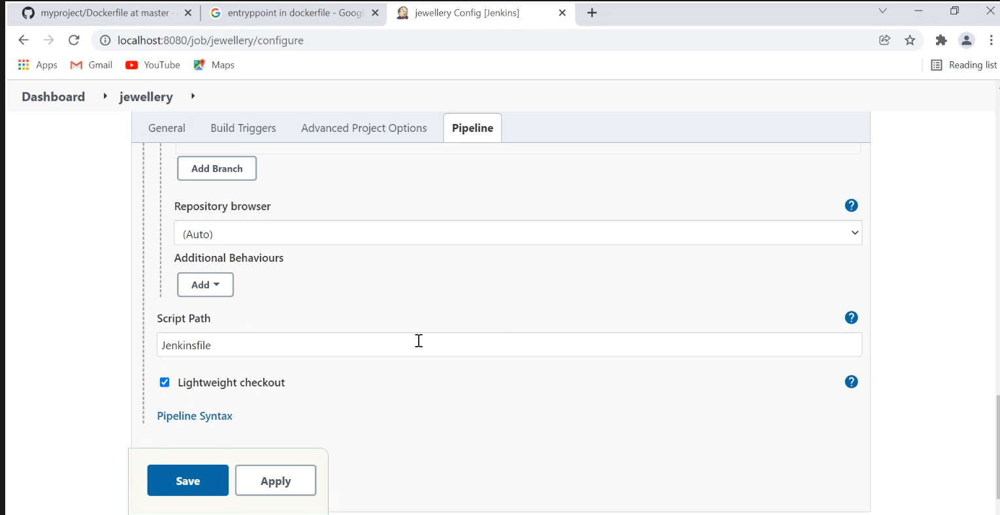 myproject/Dockerfile at master ·
entryppoint in dockerfile - Googl
jewellery Config [Jenkins]
localhost:8080/job/jewellery/configure
Apps
Gmail
YouTube
Maps
Reading list
Dashboard
jewellery
General
Build Triggers
Advanced Project Options
Pipeline
Add Branch
Repository browser
?
(Auto)
Additional Behaviours
Add
Script Path
?
Jenkinsfile
Lightweight checkout
?
Pipeline Syntax
Save
Apply